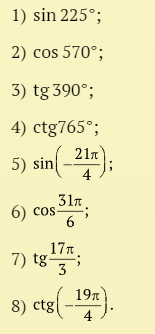 1) sin 225°;
2) cos 570°;
3) tg 390°;
4) ctg765°;
5) sin(−21π/4);
6) cos 31π/6;
7) tg 17π/3;
8) ctg(−19π/4).